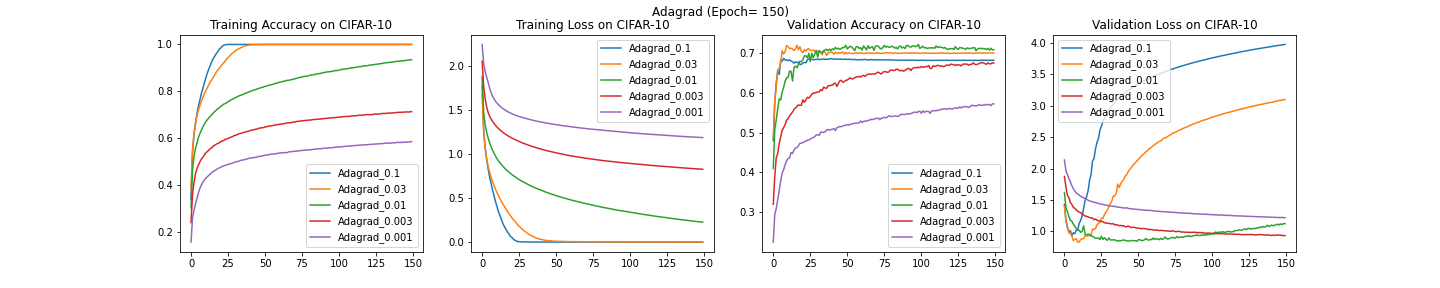 Adagrad (Epoch= 150)
Training Accuracy on CIFAR-10
1.0
0.8
0.6
0.4
0.2
0 25 50 75 100 125 150
Adagrad_0.1
Adagrad_0.03
Adagrad_0.01
Adagrad_0.003
Adagrad_0.001
Training Loss on CIFAR-10
2.0
1.5
1.0
0.5
0.0
0 25 50 75 100 125 150
Adagrad_0.1
Adagrad_0.03
Adagrad_0.01
Adagrad_0.003
Adagrad_0.001
Validation Accuracy on CIFAR-10
0.7
0.6
0.5
0.4
0.3
0 25 50 75 100 125 150
Adagrad_0.1
Adagrad_0.03
Adagrad_0.01
Adagrad_0.003
Adagrad_0.001
Validation Loss on CIFAR-10
4.0
3.5
3.0
2.5
2.0
1.5
1.0
0 25 50 75 100 125 150
Adagrad_0.1
Adagrad_0.03
Adagrad_0.01
Adagrad_0.003
Adagrad_0.001